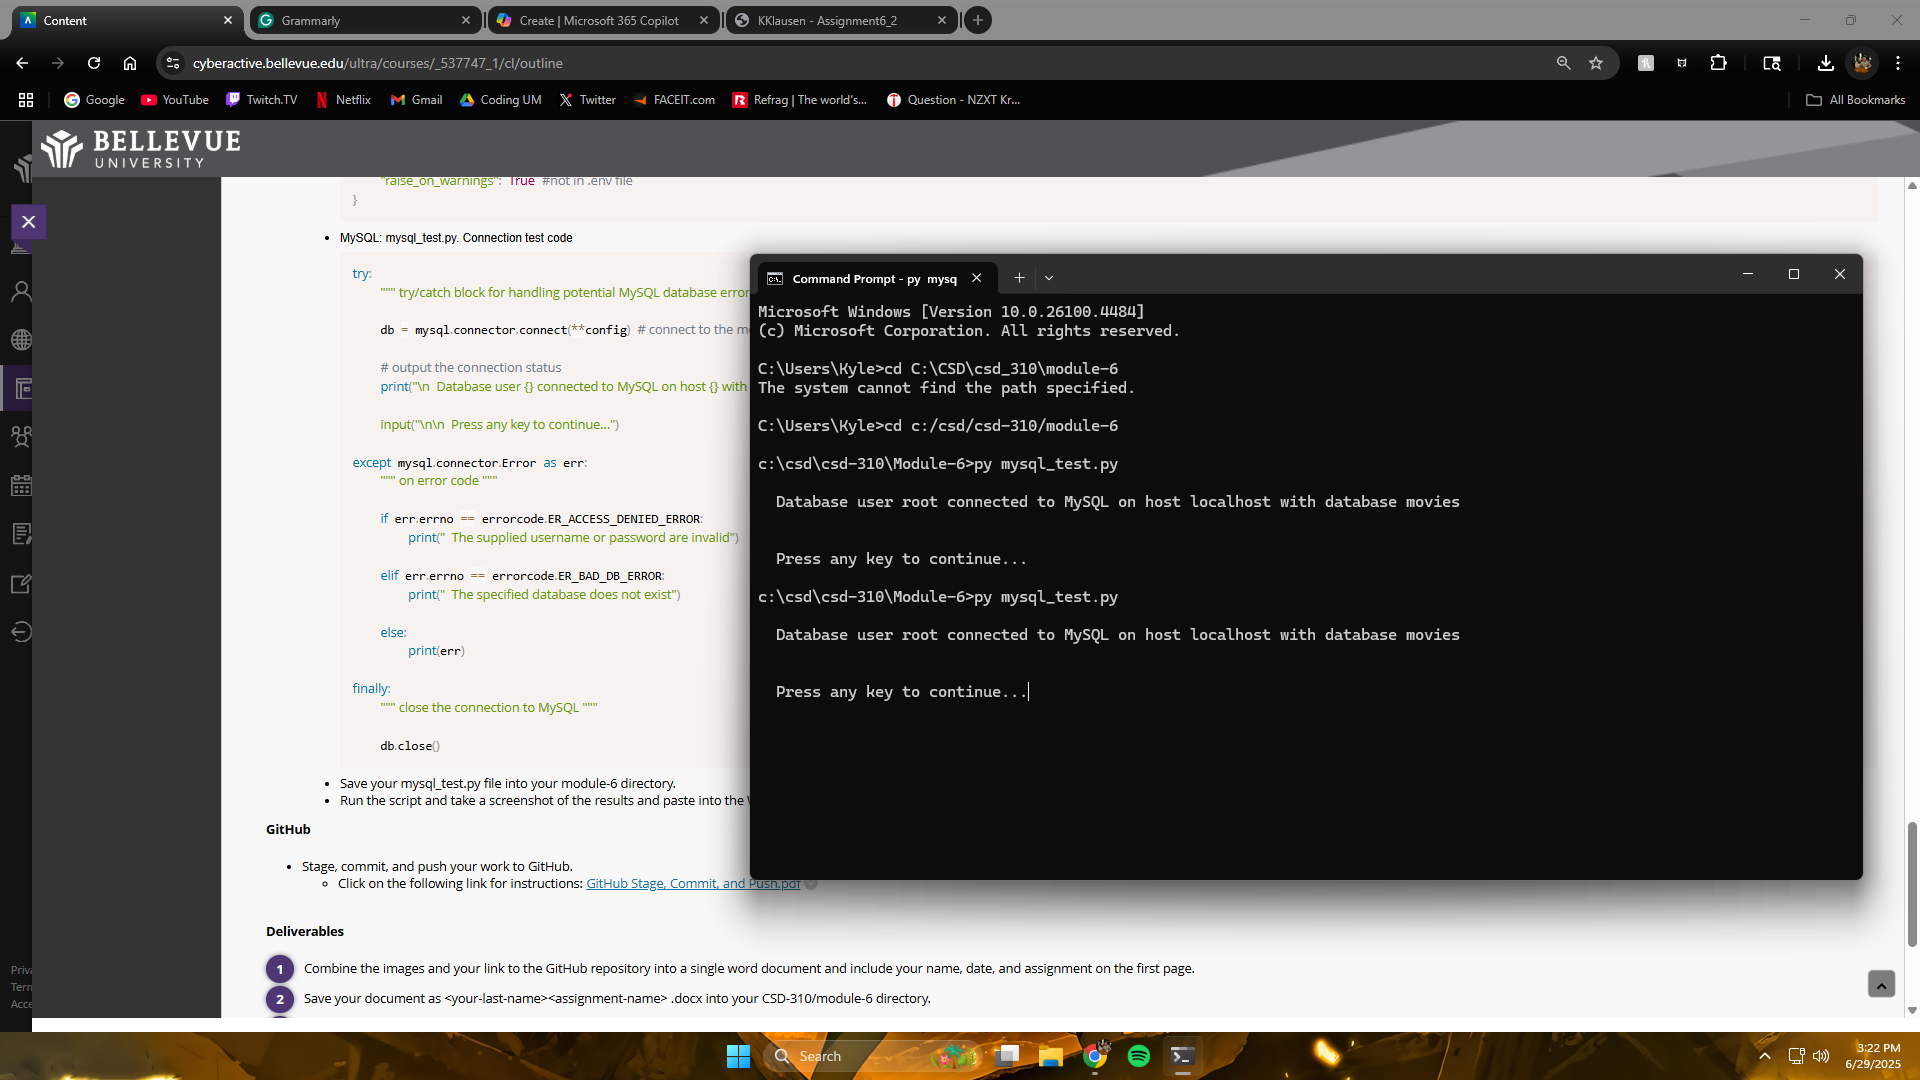 Content
Grammarly
Create | Microsoft 365 Copilot
KKlausen - Assignment6_2
cyberactive.bellevue.edu/ultra/courses/_537747_1/cl/outline
Google
YouTube
Twitch.TV
Netflix
Gmail
Coding UM
Twitter
FACEIT.com
Refrag | The world's...
Question - NZXT Kr...
All Bookmarks
BELLEVUE
UNIVERSITY
"raise_on_warnings": True #not in .env file
}
MySQL: mysql_test.py. Connection test code
try:
""" try/catch block for handling potential MySQL database error
db = mysql.connector.connect(**config) # connect to the m
# output the connection status
print("\n Database user {} connected to MySQL on host {} with
input("\n\n Press any key to continue...")
except mysql.connector.Error as err:
""" on error code """
if err.errno == errorcode.ER_ACCESS_DENIED_ERROR:
print(" The supplied username or password are invalid")
elif err.errno == errorcode.ER_BAD_DB_ERROR:
print(" The specified database does not exist")
else:
print(err)
finally:
""" close the connection to MySQL """
db.close()
Save your mysql_test.py file into your module-6 directory.
Run the script and take a screenshot of the results and paste into the
GitHub
Stage, commit, and push your work to GitHub.
Click on the following link for instructions: GitHub Stage, Commit, and Push.pdf
Deliverables
1 Combine the images and your link to the GitHub repository into a single word document and include your name, date, and assignment on the first page.
2 Save your document as <your-last-name><assignment-name> .docx into your CSD-310/module-6 directory.
Priva
Term
Acce
Command Prompt - py mysq
Microsoft Windows [Version 10.0.26100.4484]
(c) Microsoft Corporation. All rights reserved.
C:\Users\Kyle>cd C:\CSD\csd_310\module-6
The system cannot find the path specified.
C:\Users\Kyle>cd c:/csd/csd-310/module-6
c:\csd\csd-310\Module-6>py mysql_test.py
Database user root connected to MySQL on host localhost with database movies
Press any key to continue...
c:\csd\csd-310\Module-6>py mysql_test.py
Database user root connected to MySQL on host localhost with database movies
Press any key to continue...
Search
3:22 PM
6/29/2025